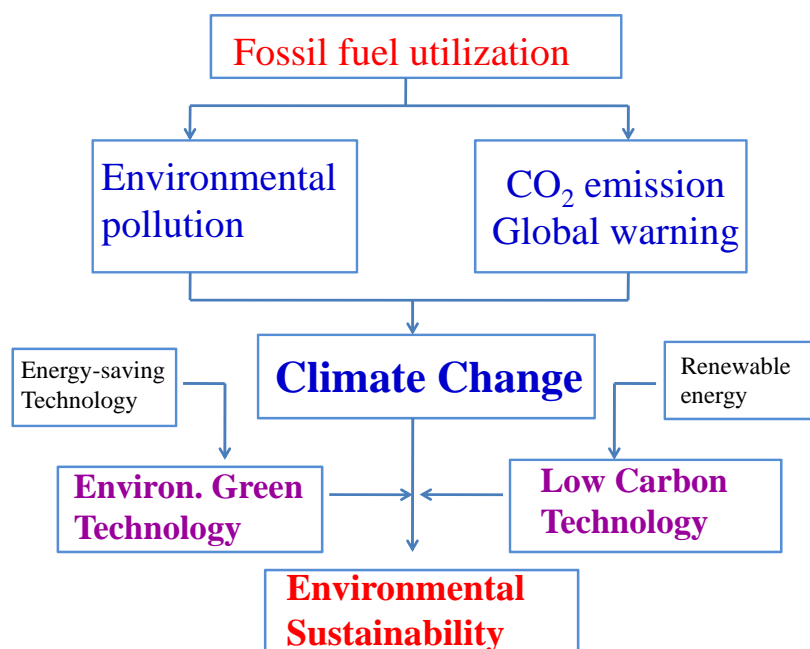 Fossil fuel utilization
Environmental
pollution
CO₂ emission
Global warning
Climate Change
Energy-saving
Technology
Renewable
energy
Environ. Green
Technology
Low Carbon
Technology
Environmental
Sustainability